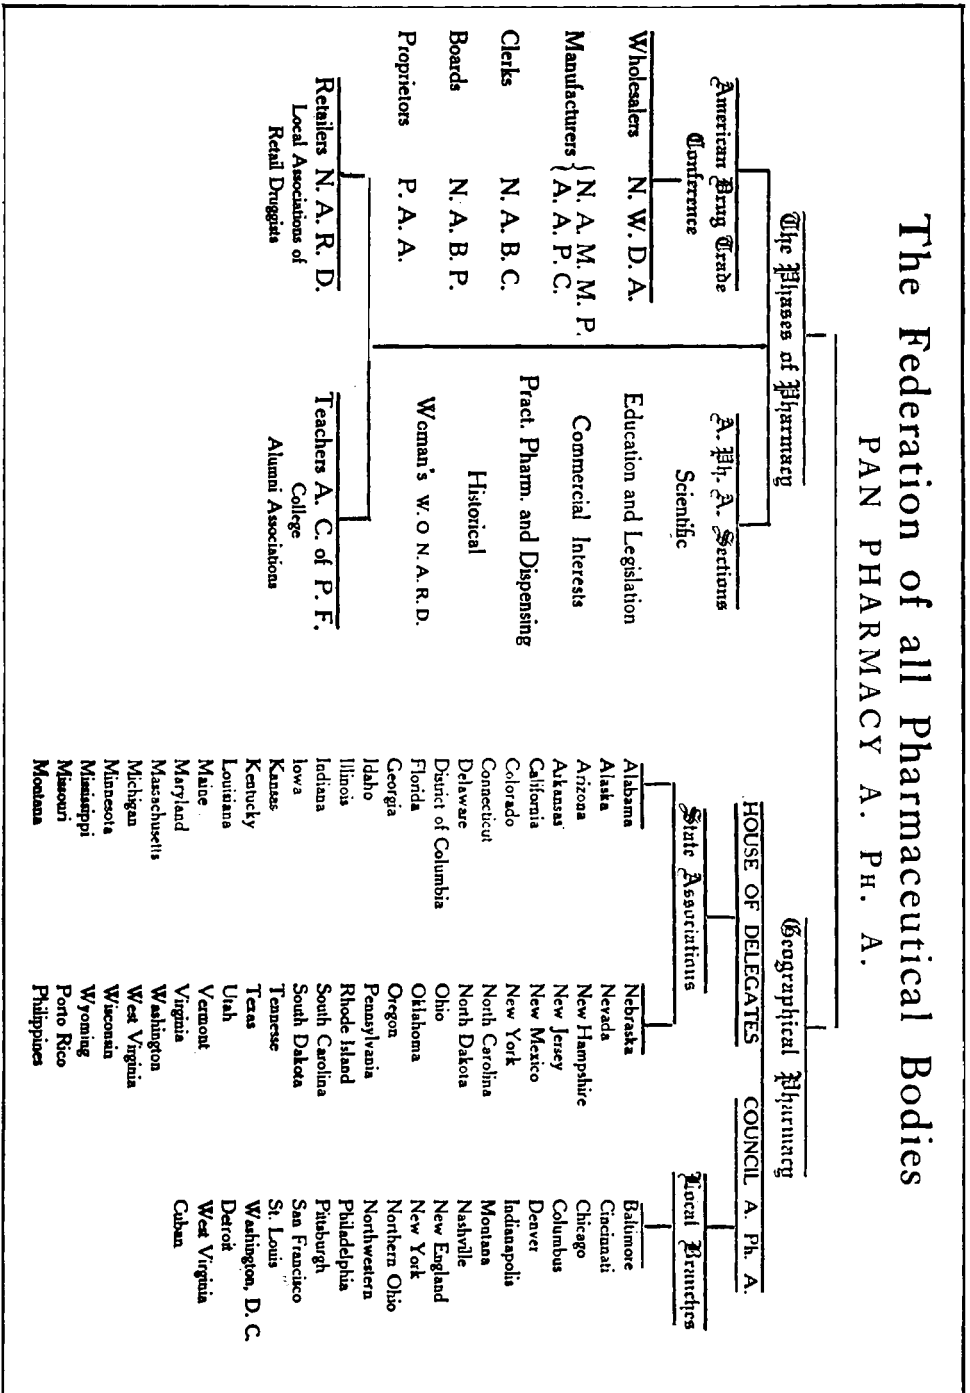 The Federation of all Pharmaceutical Bodies
PAN PHARMACY A. PH. A.
The Phases of Pharmacy
American Drug Trade
Conference
Wholesalers N. W. D. A.
Manufacturers { N. A. M. M. P.
A. A. P. C.
Clerks N. A. B. C.
Boards N. A. B. P.
Proprietors P. A. A.
Retailers N. A. R. D.
Local Associations of
Retail Druggists
A. Ph. A. Sections
Scientific
Education and Legislation
Commercial Interests
Pract. Pharm. and Dispensing
Historical
Woman's W. O N. A. R. D.
Teachers A. C. of P. F.
College
Alumni Associations
Geographical Pharmacy
HOUSE OF DELEGATES
State Associations
Alabama
Alaska
Arizona
Arkansas
California
Colorado
Connecticut
Delaware
District of Columbia
Florida
Georgia
Idaho
Illinois
Indiana
Iowa
Kansas
Kentucky
Louisiana
Maine
Maryland
Massachusetts
Michigan
Minnesota
Mississippi
Missouri
Montana
Nebraska
Nevada
New Hampshire
New Jersey
New Mexico
New York
North Carolina
North Dakota
Ohio
Oklahoma
Oregon
Pennsylvania
Rhode Island
South Carolina
South Dakota
Tennesse
Texas
Utah
Vermont
Virginia
Washington
West Virginia
Wisconsin
Wyoming
Porto Rico
Philippines
COUNCIL A. Ph. A.
Local Branches
Baltimore
Cincinnati
Chicago
Columbus
Denver
Indianapolis
Montana
Nashville
New England
New York
Northern Ohio
Northwestern
Philadelphia
Pittsburgh
San Francisco
St. Louis
Washington, D. C.
Detroit
West Virginia
Cuban